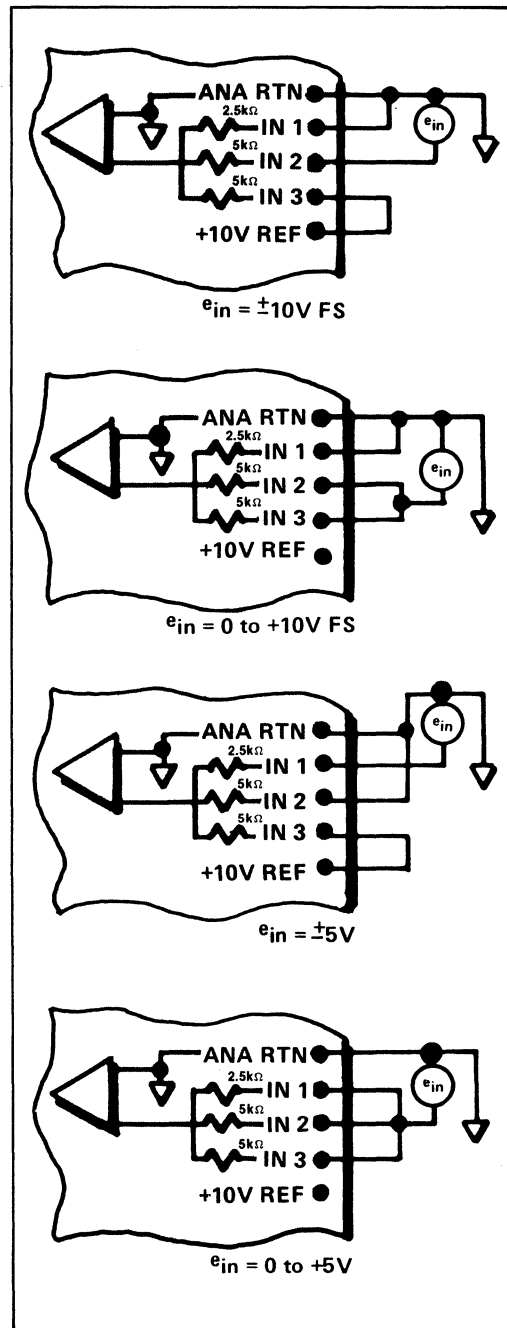 ANA RTN
2.5kΩ
IN 1
5kΩ
IN 2
5kΩ
IN 3
+10V REF
ein
ein = ±10V FS
ANA RTN
2.5kΩ
IN 1
5kΩ
IN 2
5kΩ
IN 3
+10V REF
ein
ein = 0 to +10V FS
ANA RTN
2.5kΩ
IN 1
5kΩ
IN 2
5kΩ
IN 3
+10V REF
ein
ein = ±5V
ANA RTN
2.5kΩ
IN 1
5kΩ
IN 2
5kΩ
IN 3
+10V REF
ein
ein = 0 to +5V